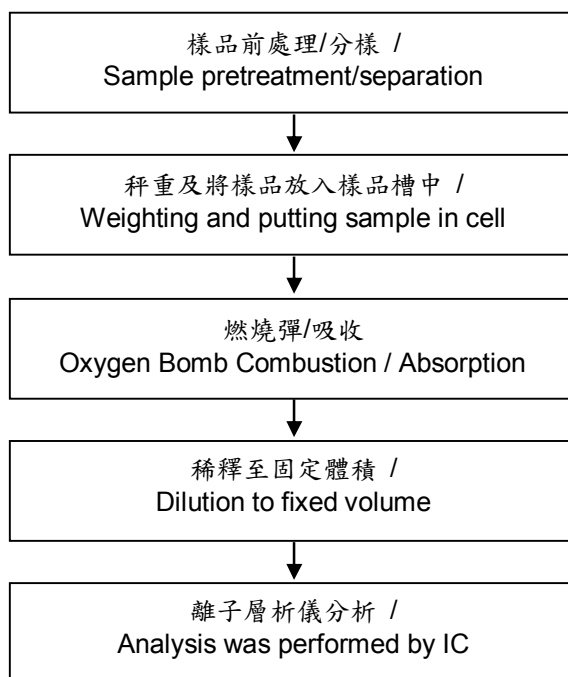 樣品前處理/分樣 /
Sample pretreatment/separation
秤重及將樣品放入樣品槽中 /
Weighting and putting sample in cell
燃燒彈/吸收
Oxygen Bomb Combustion / Absorption
稀釋至固定體積 /
Dilution to fixed volume
離子層析儀分析 /
Analysis was performed by IC